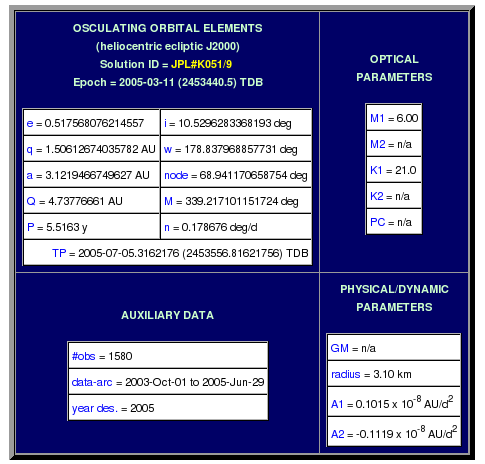 OSCULATING ORBITAL ELEMENTS
(heliocentric ecliptic J2000)
Solution ID = JPL#K051/9
Epoch = 2005-03-11 (2453440.5) TDB
e = 0.517568076214557
i = 10.5296283368193 deg
q = 1.50612674035782 AU
w = 178.837968857731 deg
a = 3.1219466749627 AU
node = 68.941170658754 deg
Q = 4.73776661 AU
M = 339.217101151724 deg
P = 5.5163 y
n = 0.178676 deg/d
TP = 2005-07-05.3162176 (2453556.81621756) TDB
OPTICAL
PARAMETERS
M1 = 6.00
M2 = n/a
K1 = 21.0
K2 = n/a
PC = n/a
AUXILIARY DATA
#obs = 1580
data-arc = 2003-Oct-01 to 2005-Jun-29
year des. = 2005
PHYSICAL/DYNAMIC
PARAMETERS
GM = n/a
radius = 3.10 km
A1 = 0.1015 x 10^-8 AU/d^2
A2 = -0.1119 x 10^-8 AU/d^2